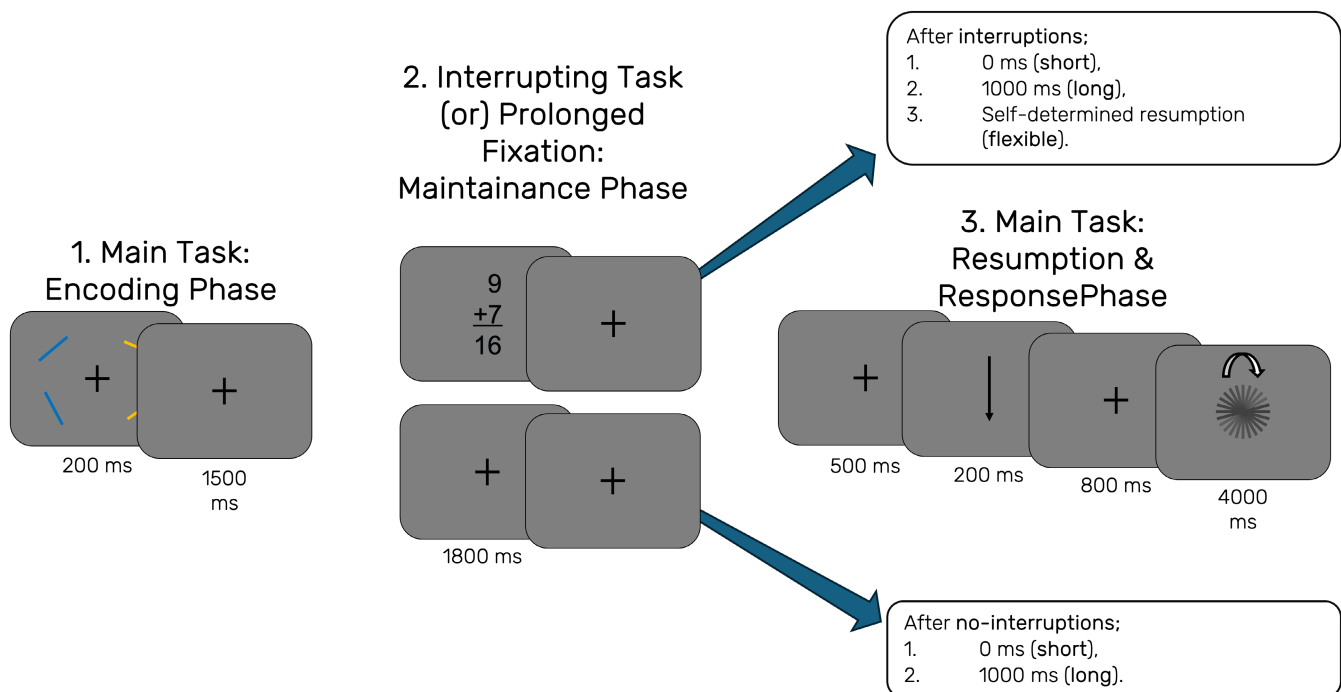 1. Main Task:
Encoding Phase
200 ms
1500
ms
2. Interrupting Task
(or) Prolonged
Fixation:
Maintainance Phase
9
+7
16
1800 ms
After interruptions;
1. 0 ms (short),
2. 1000 ms (long),
3. Self-determined resumption
(flexible).
3. Main Task:
Resumption &
ResponsePhase
500 ms
200 ms
800 ms
4000
ms
After no-interruptions;
1. 0 ms (short),
2. 1000 ms (long).